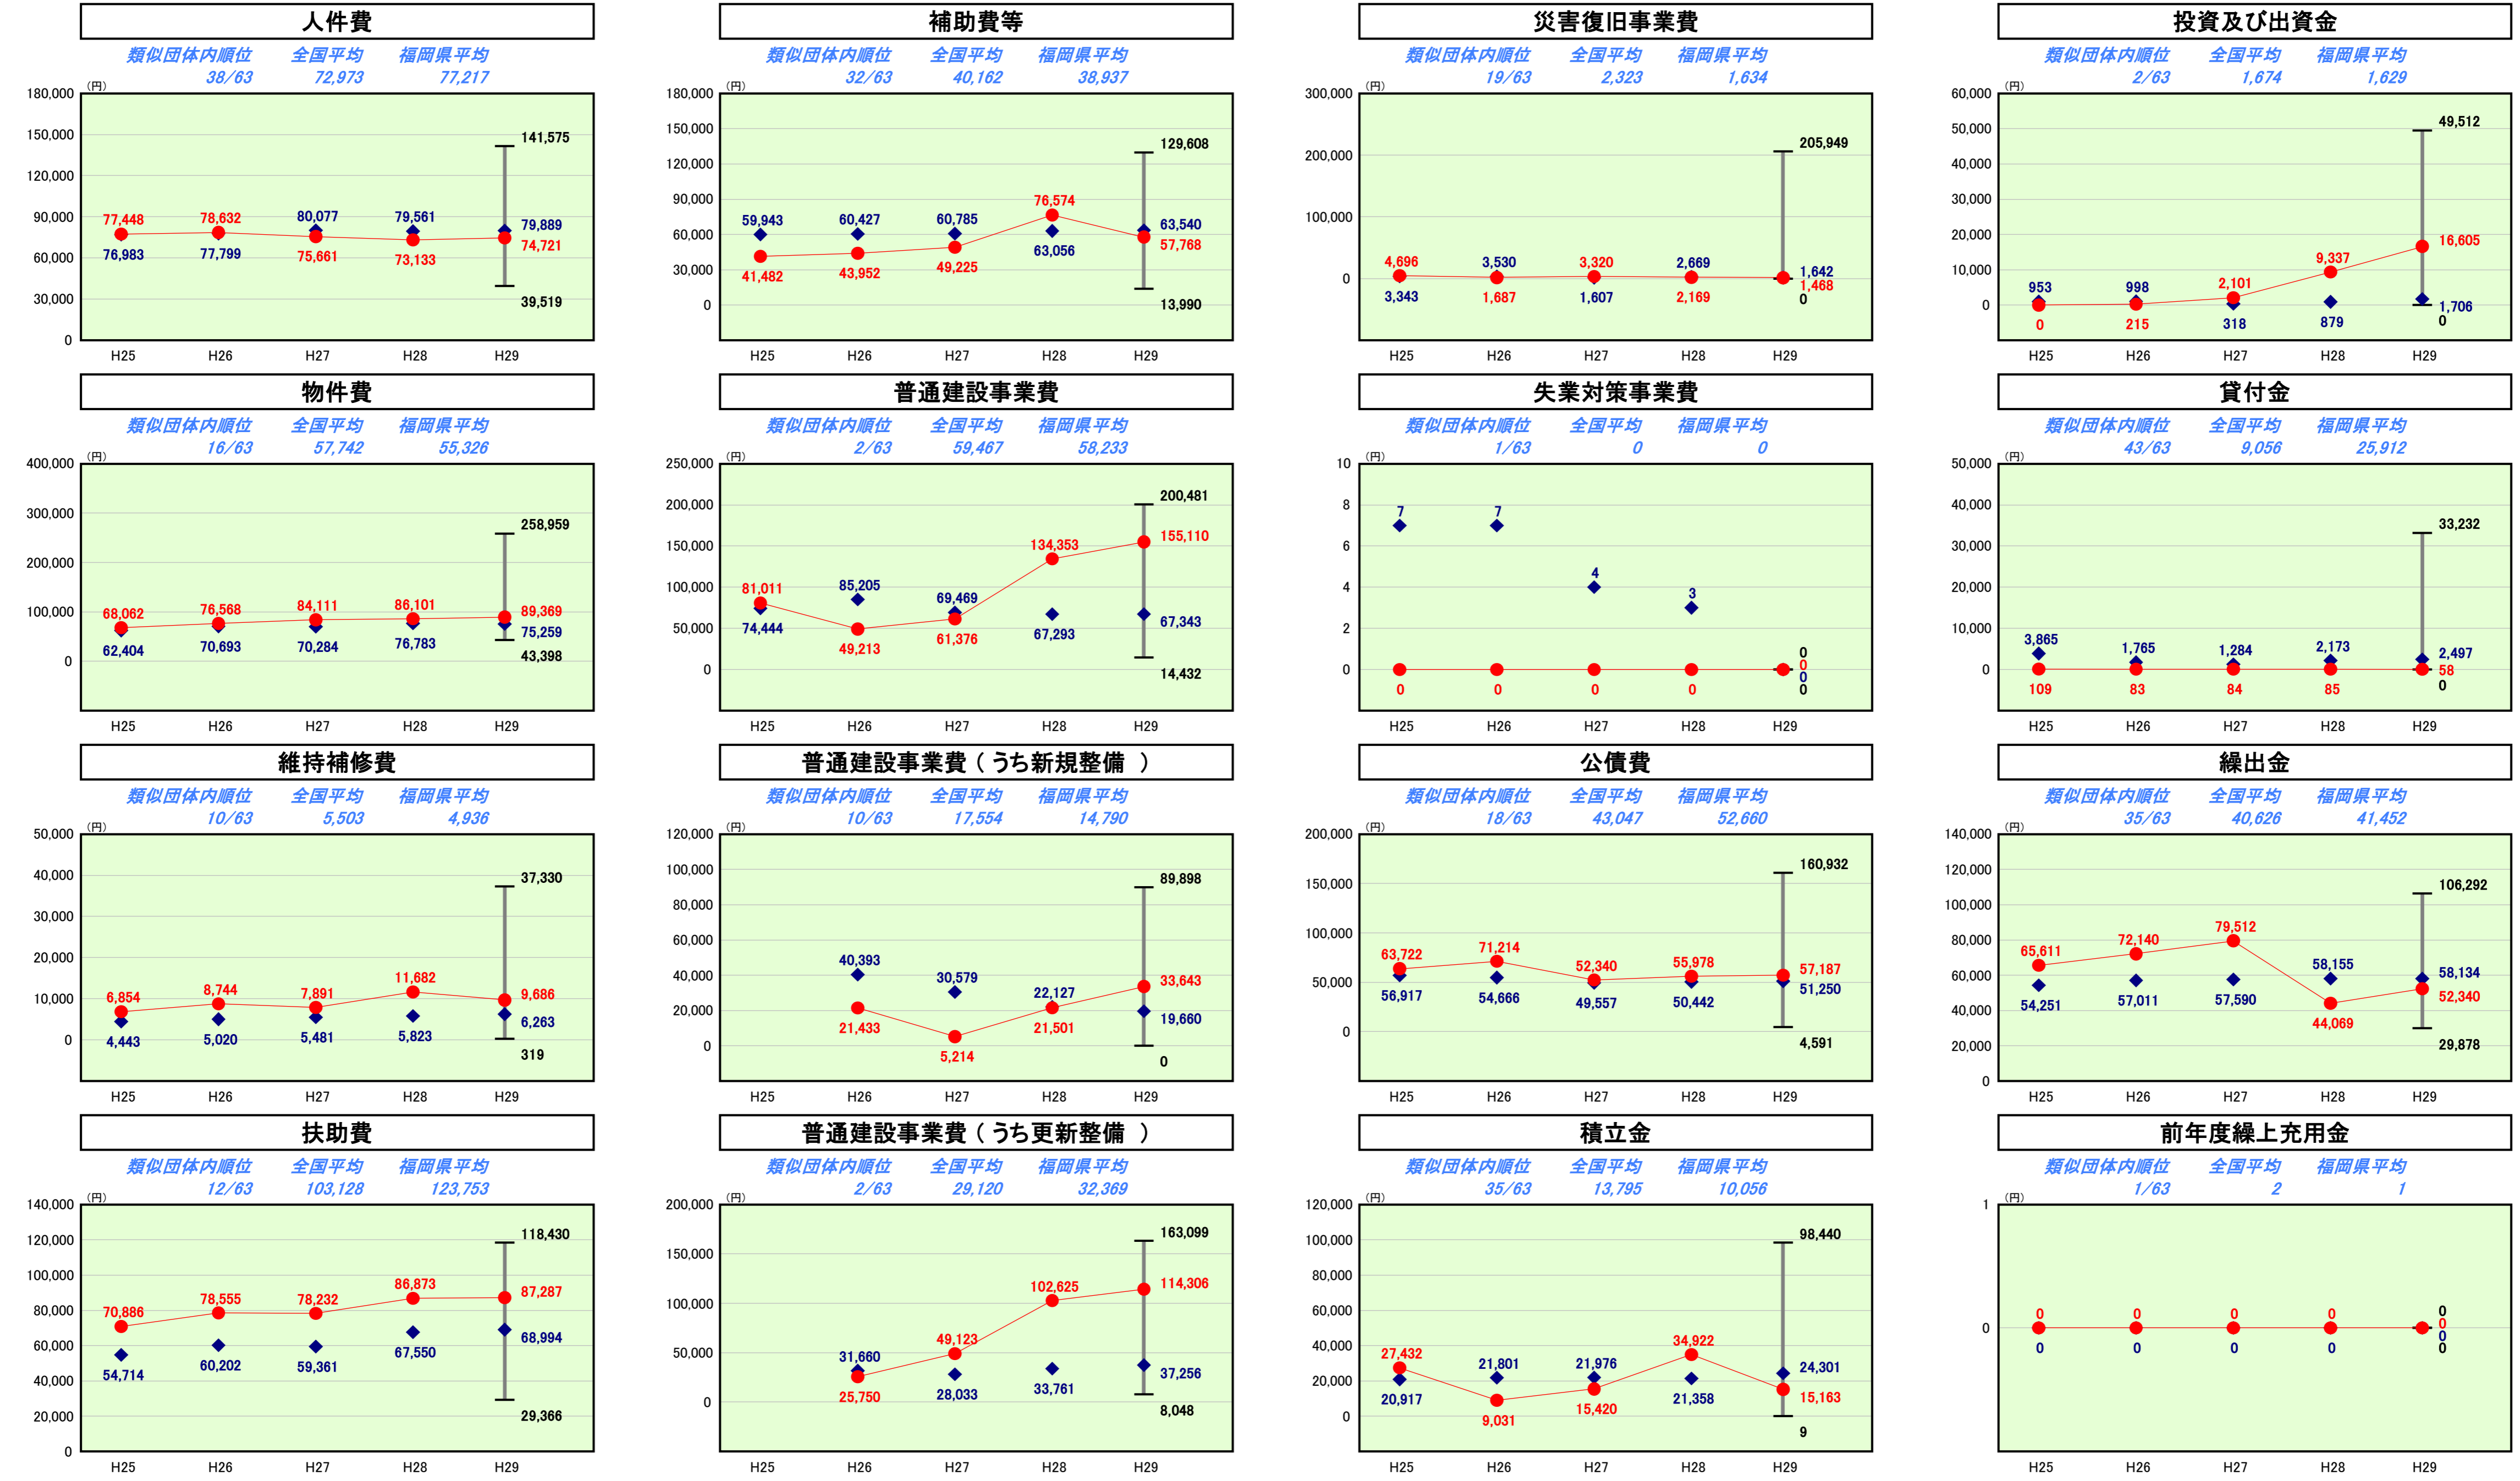 人件費
類似団体内順位 全国平均 福岡県平均
38/63 72,973 77,217
(円)
180,000
150,000
120,000
90,000
60,000
30,000
0
77,448 78,632 80,077 79,561 79,889
76,983 77,799 75,661 73,133 74,721
141,575
39,519
H25 H26 H27 H28 H29
補助費等
類似団体内順位 全国平均 福岡県平均
32/63 40,162 38,937
(円)
180,000
150,000
120,000
90,000
60,000
30,000
0
59,943 60,427 60,785 76,574 63,540
41,482 43,952 49,225 63,056 57,768
129,608
13,990
H25 H26 H27 H28 H29
災害復旧事業費
類似団体内順位 全国平均 福岡県平均
19/63 2,323 1,634
(円)
300,000
200,000
100,000
0
4,696 3,530 3,320 2,669 1,642
3,343 1,687 1,607 2,169 1,468
205,949
0
H25 H26 H27 H28 H29
投資及び出資金
類似団体内順位 全国平均 福岡県平均
2/63 1,674 1,629
(円)
60,000
50,000
40,000
30,000
20,000
10,000
0
953 998 2,101 9,337 16,605
0 215 318 879 1,706
49,512
0
H25 H26 H27 H28 H29
物件費
類似団体内順位 全国平均 福岡県平均
16/63 57,742 55,326
(円)
400,000
300,000
200,000
100,000
0
68,062 76,568 84,111 86,101 89,369
62,404 70,693 70,284 76,783 75,259
258,959
43,398
H25 H26 H27 H28 H29
普通建設事業費
類似団体内順位 全国平均 福岡県平均
2/63 59,467 58,233
(円)
250,000
200,000
150,000
100,000
50,000
0
81,011 85,205 69,469 134,353 155,110
74,444 49,213 61,376 67,293 67,343
200,481
14,432
H25 H26 H27 H28 H29
失業対策事業費
類似団体内順位 全国平均 福岡県平均
1/63 0 0
(円)
10
8
6
4
2
0
7 7 4 3 0
0 0 0 0 0
0
0
H25 H26 H27 H28 H29
貸付金
類似団体内順位 全国平均 福岡県平均
43/63 9,056 25,912
(円)
50,000
40,000
30,000
20,000
10,000
0
3,865 1,765 1,284 2,173 2,497
109 83 84 85 58
33,232
0
H25 H26 H27 H28 H29
維持補修費
類似団体内順位 全国平均 福岡県平均
10/63 5,503 4,936
(円)
50,000
40,000
30,000
20,000
10,000
0
6,854 8,744 7,891 11,682 9,686
4,443 5,020 5,481 5,823 6,263
37,330
319
H25 H26 H27 H28 H29
普通建設事業費(うち新規整備 )
類似団体内順位 全国平均 福岡県平均
10/63 17,554 14,790
(円)
120,000
100,000
80,000
60,000
40,000
20,000
0
40,393 30,579 22,127 33,643
21,433 5,214 21,501 19,660
89,898
0
H25 H26 H27 H28 H29
公債費
類似団体内順位 全国平均 福岡県平均
18/63 43,047 52,660
(円)
200,000
150,000
100,000
50,000
0
63,722 71,214 52,340 55,978 57,187
56,917 54,666 49,557 50,442 51,250
160,932
4,591
H25 H26 H27 H28 H29
繰出金
類似団体内順位 全国平均 福岡県平均
35/63 40,626 41,452
(円)
140,000
120,000
100,000
80,000
60,000
40,000
20,000
0
65,611 72,140 79,512 58,155 58,134
54,251 57,011 57,590 44,069 52,340
106,292
29,878
H25 H26 H27 H28 H29
扶助費
類似団体内順位 全国平均 福岡県平均
12/63 103,128 123,753
(円)
140,000
120,000
100,000
80,000
60,000
40,000
20,000
0
70,886 78,555 78,232 86,873 87,287
54,714 60,202 59,361 67,550 68,994
118,430
29,366
H25 H26 H27 H28 H29
普通建設事業費(うち更新整備 )
類似団体内順位 全国平均 福岡県平均
2/63 29,120 32,369
(円)
200,000
150,000
100,000
50,000
0
31,660 49,123 102,625 114,306
25,750 28,033 33,761 37,256
163,099
8,048
H25 H26 H27 H28 H29
積立金
類似団体内順位 全国平均 福岡県平均
35/63 13,795 10,056
(円)
120,000
100,000
80,000
60,000
40,000
20,000
0
27,432 21,801 21,976 34,922 24,301
20,917 9,031 15,420 21,358 15,163
98,440
9
H25 H26 H27 H28 H29
前年度繰上充用金
類似団体内順位 全国平均 福岡県平均
1/63 2 1
(円)
1
0
0 0 0 0 0
0 0 0 0 0
0
0
H25 H26 H27 H28 H29